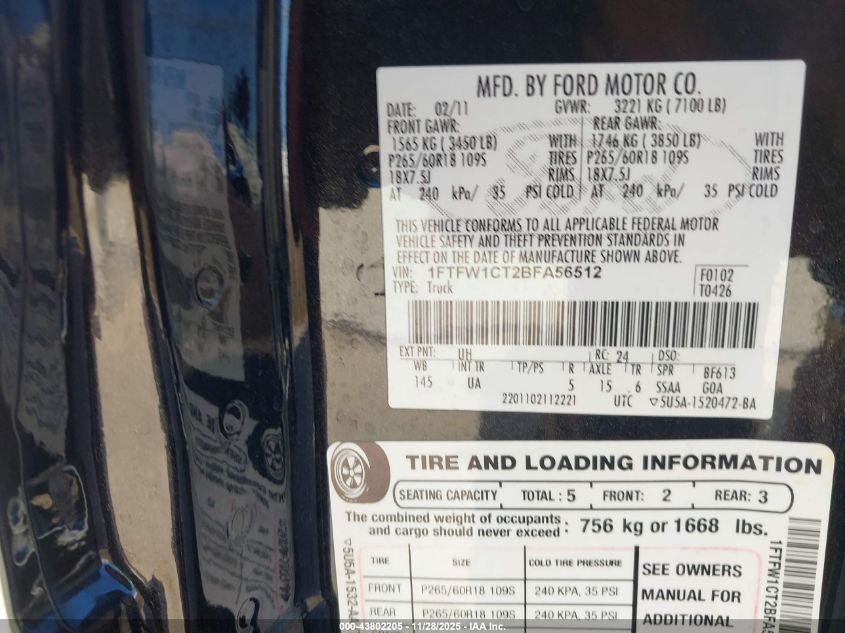 MFD. BY FORD MOTOR CO.
DATE: 02/11 GVWR: 3221 KG ( 7100 LB)
FRONT GAWR: REAR GAWR:
1565 KG ( 3450 LB) WITH 1746 KG ( 3850 LB) WITH
P265/60R18 109S TIRES P265/60R18 109S TIRES
18X7.5J RIMS 18X7.5J RIMS
AT 240 kPa/ 35 PSI COLD AT 240 kPa/ 35 PSI COLD
THIS VEHICLE CONFORMS TO ALL APPLICABLE FEDERAL MOTOR
VEHICLE SAFETY AND THEFT PREVENTION STANDARDS IN
EFFECT ON THE DATE OF MANUFACTURE SHOWN ABOVE.
VIN: 1FTFW1CT2BFA56512 F0102
TYPE: Truck T0426
EXT PNT: UH RC: 24 DSO:
WB INT TR TP/PS R AXLE TR SPR BF613
145 UA 5 15 6 SSAA GOA
2201102112221 UTC ▽5U5A-1520472-BA
TIRE AND LOADING INFORMATION
SEATING CAPACITY TOTAL : 5 FRONT: 2 REAR: 3
The combined weight of occupants
and cargo should never exceed : 756 kg or 1668 lbs.
TIRE SIZE COLD TIRE PRESSURE
FRONT P265/60R18 109S 240 KPA, 35 PSI
REAR P265/60R18 109S 240 KPA, 35 PSI
SEE OWNERS
MANUAL FOR
ADDITIONAL
1FTFW1CT2BFA
000-43802205 - 11/28/2025 - IAA Inc.